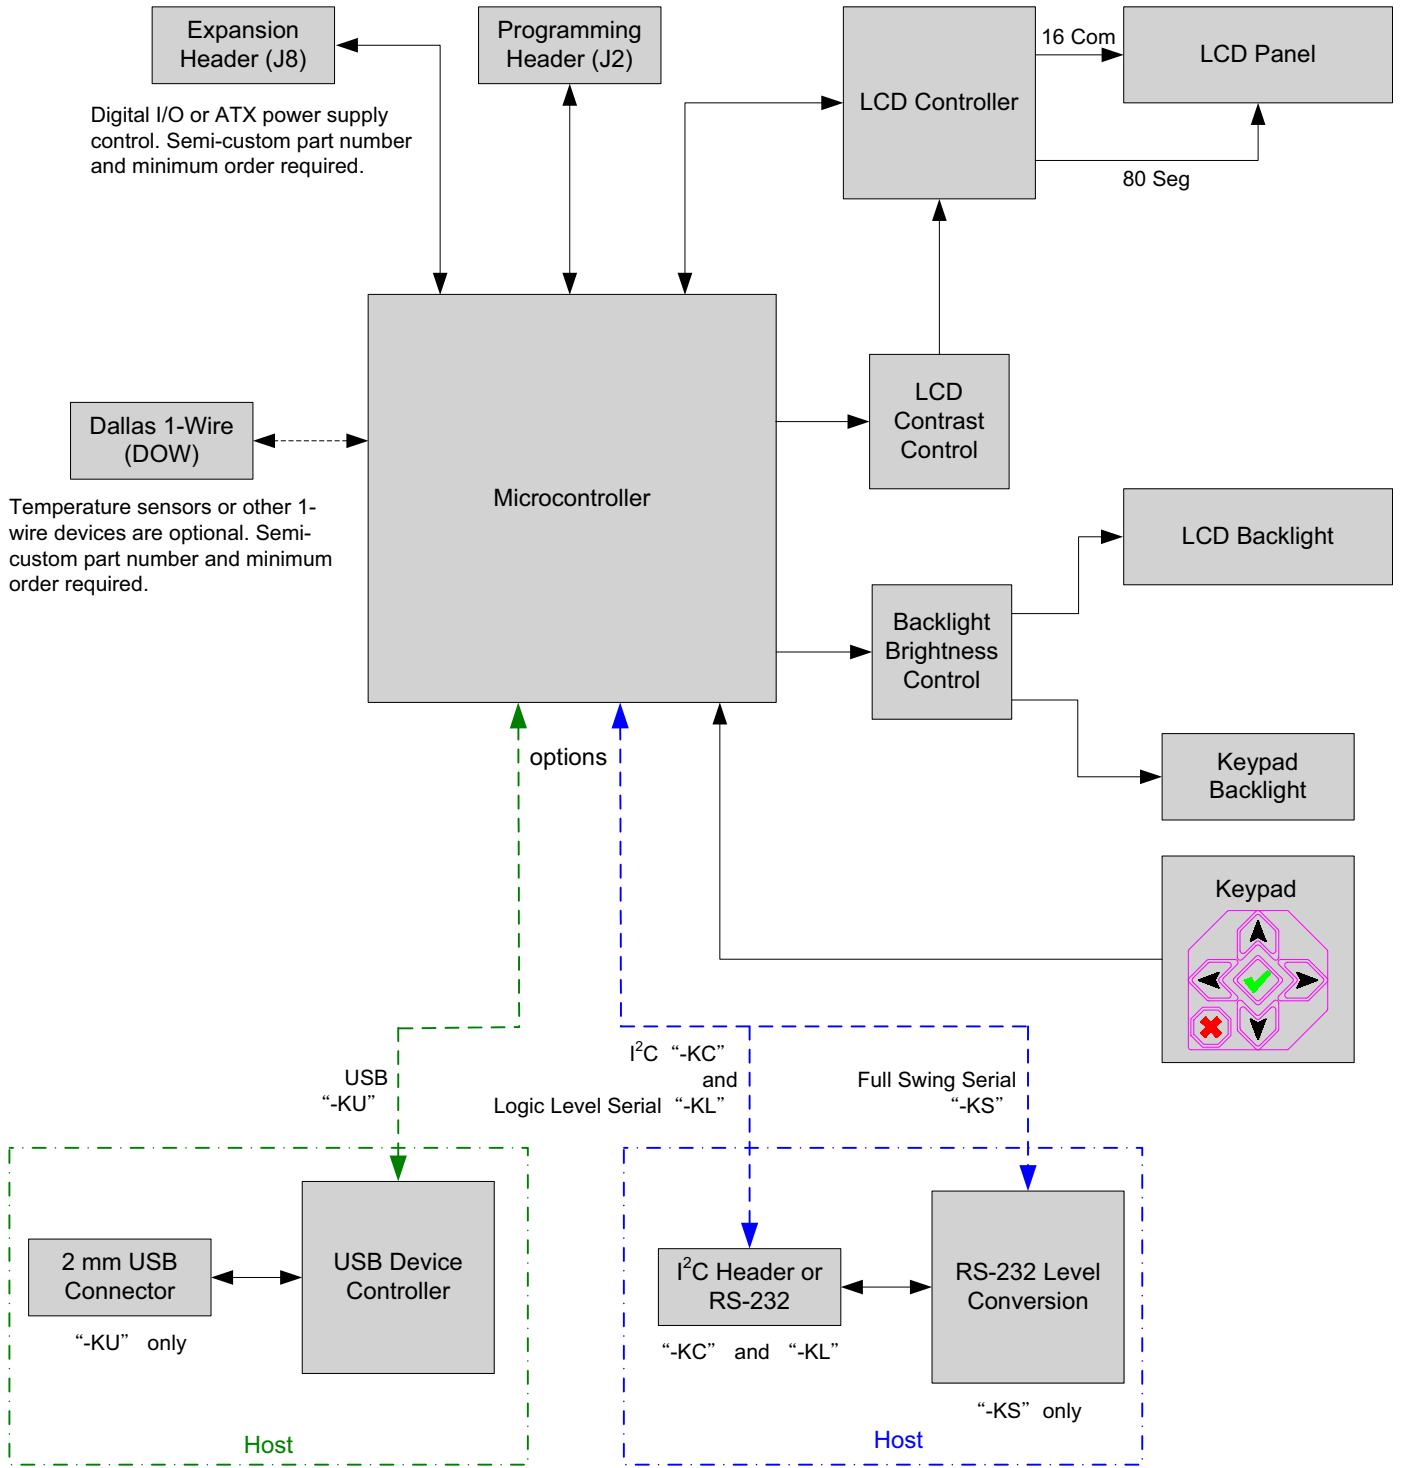 Expansion
Header (J8)
Programming
Header (J2)
LCD Controller
16 Com
LCD Panel
80 Seg
Digital I/O or ATX power supply
control. Semi-custom part number
and minimum order required.
Dallas 1-Wire
(DOW)
Temperature sensors or other 1-
wire devices are optional. Semi-
custom part number and minimum
order required.
Microcontroller
LCD
Contrast
Control
LCD Backlight
Backlight
Brightness
Control
Keypad
Backlight
options
Keypad
USB
“-KU”
I²C “-KC”
and
Logic Level Serial “-KL”
Full Swing Serial
“-KS”
2 mm USB
Connector
“-KU” only
USB Device
Controller
Host
I²C Header or
RS-232
“-KC” and “-KL”
RS-232 Level
Conversion
“-KS” only
Host